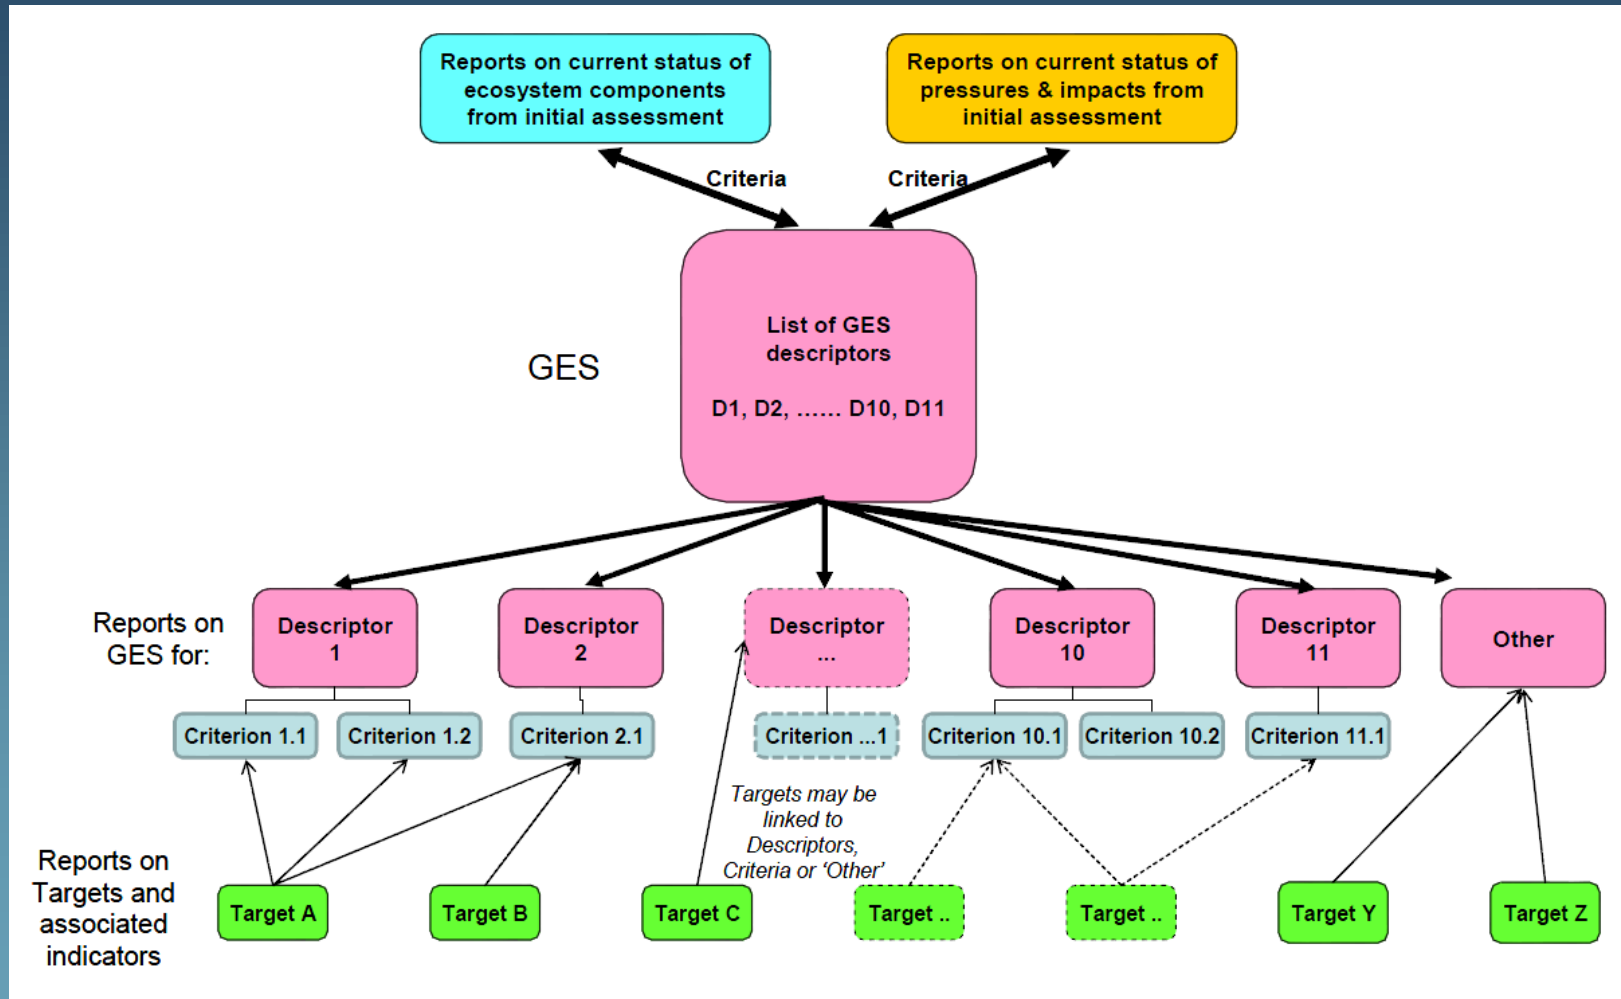 Reports on current status of
ecosystem components
from initial assessment
Reports on current status of
pressures & impacts from
initial assessment
Criteria
Criteria
List of GES
descriptors
D1, D2, …… D10, D11
GES
Reports on
GES for:
Descriptor
1
Descriptor
2
Descriptor
...
Descriptor
10
Descriptor
11
Other
Criterion 1.1
Criterion 1.2
Criterion 2.1
Criterion ...1
Criterion 10.1
Criterion 10.2
Criterion 11.1
Targets may be
linked to
Descriptors,
Criteria or ‘Other’
Reports on
Targets and
associated
indicators
Target A
Target B
Target C
Target ..
Target ..
Target Y
Target Z